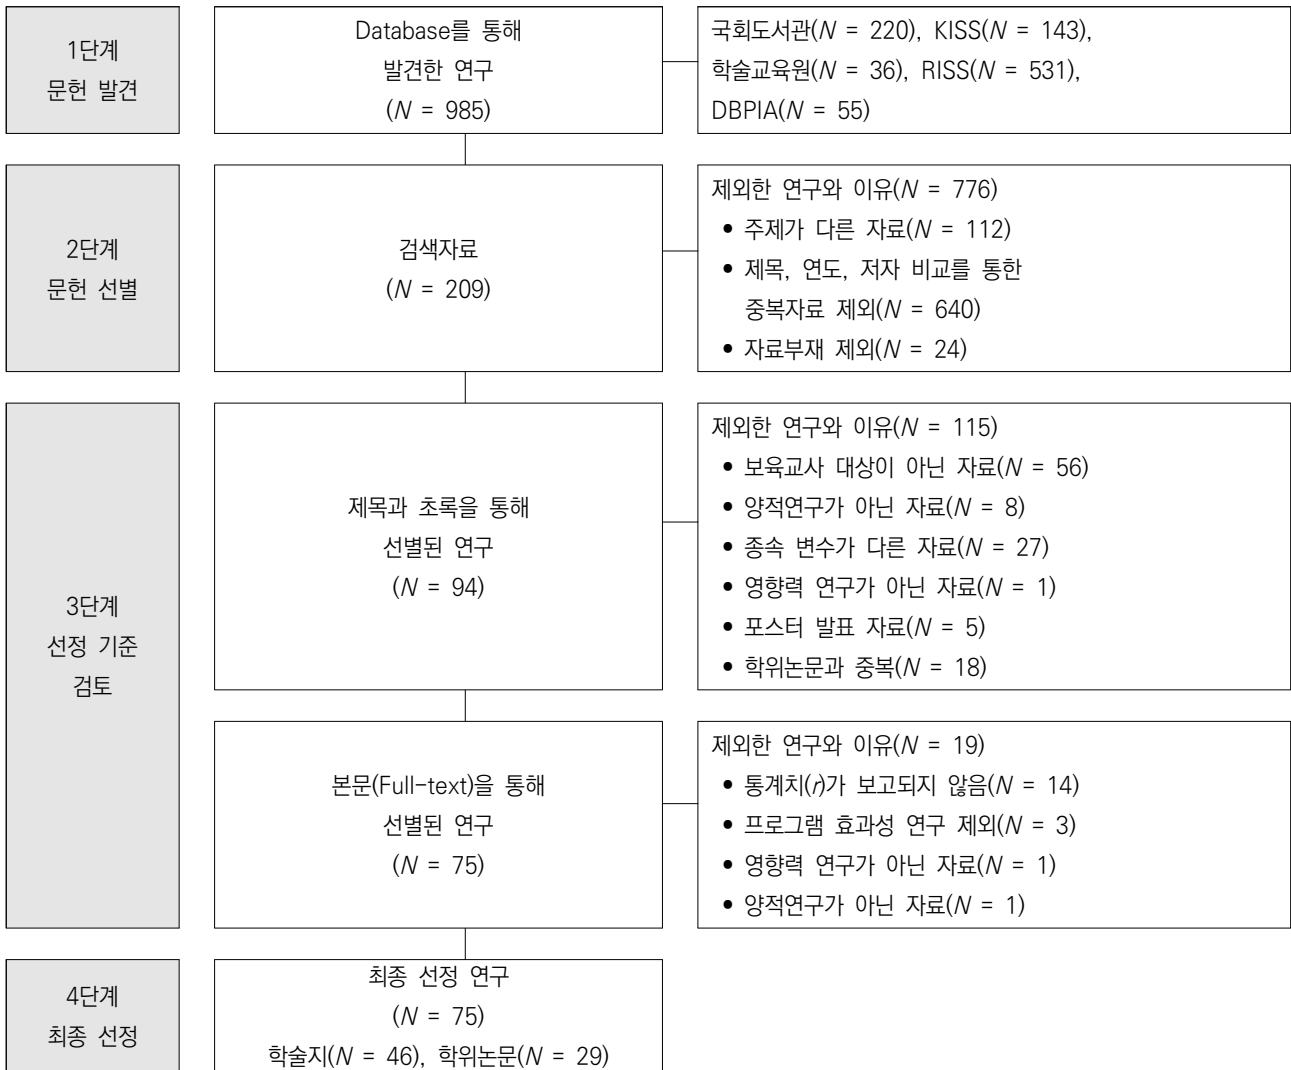 1단계
문헌 발견
Database를 통해
발견한 연구
(N = 985)
국회도서관(N = 220), KISS(N = 143),
학술교육원(N = 36), RISS(N = 531),
DBPIA(N = 55)
2단계
문헌 선별
검색자료
(N = 209)
제외한 연구와 이유(N = 776)
• 주제가 다른 자료(N = 112)
• 제목, 연도, 저자 비교를 통한
중복자료 제외(N = 640)
• 자료부재 제외(N = 24)
3단계
선정 기준
검토
제목과 초록을 통해
선별된 연구
(N = 94)
제외한 연구와 이유(N = 115)
• 보육교사 대상이 아닌 자료(N = 56)
• 양적연구가 아닌 자료(N = 8)
• 종속 변수가 다른 자료(N = 27)
• 영향력 연구가 아닌 자료(N = 1)
• 포스터 발표 자료(N = 5)
• 학위논문과 중복(N = 18)
본문(Full-text)을 통해
선별된 연구
(N = 75)
제외한 연구와 이유(N = 19)
• 통계치(r)가 보고되지 않음(N = 14)
• 프로그램 효과성 연구 제외(N = 3)
• 영향력 연구가 아닌 자료(N = 1)
• 양적연구가 아닌 자료(N = 1)
4단계
최종 선정
최종 선정 연구
(N = 75)
학술지(N = 46), 학위논문(N = 29)